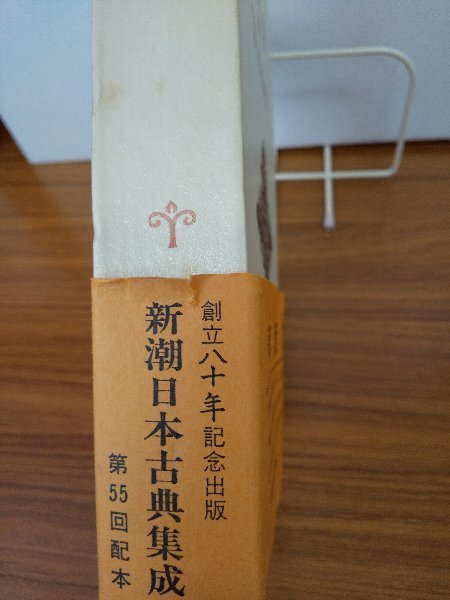 創立八十年記念出版
新潮日本古典集成
第55回配本